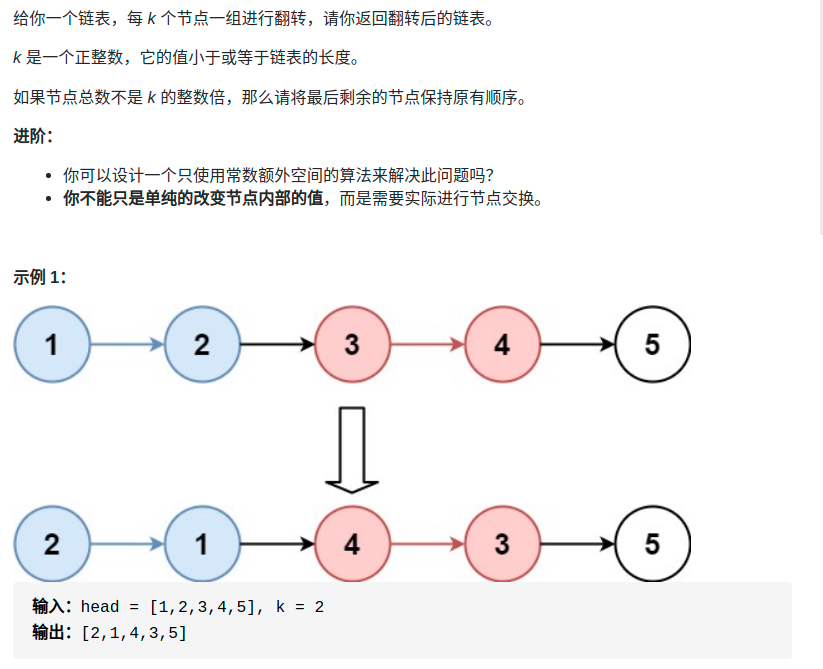 给你一个链表，每 k 个节点一组进行翻转，请你返回翻转后的链表。
k 是一个正整数，它的值小于或等于链表的长度。
如果节点总数不是 k 的整数倍，那么请将最后剩余的节点保持原有顺序。
进阶：
• 你可以设计一个只使用常数额外空间的算法来解决此问题吗？
• 你不能只是单纯的改变节点内部的值，而是需要实际进行节点交换。
示例 1：
1 2 3 4 5
2 1 4 3 5
输入：head = [1,2,3,4,5], k = 2
输出：[2,1,4,3,5]